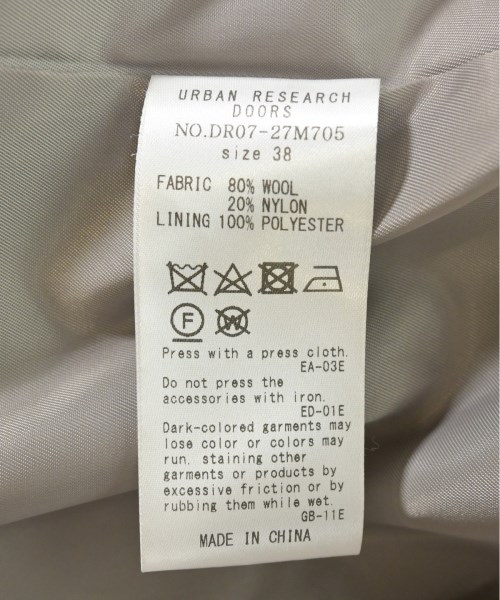 URBAN RESEARCH
DOORS
NO.DR07-27M705
size 38
FABRIC 80% WOOL
20% NYLON
LINING 100% POLYESTER
F
W
Press with a press cloth.
EA-03E
Do not press the
accessories with iron.
ED-01E
Dark-colored garments may
lose color or colors may
run, staining other
garments or products by
excessive friction or by
rubbing them while wet.
GB-11E
MADE IN CHINA